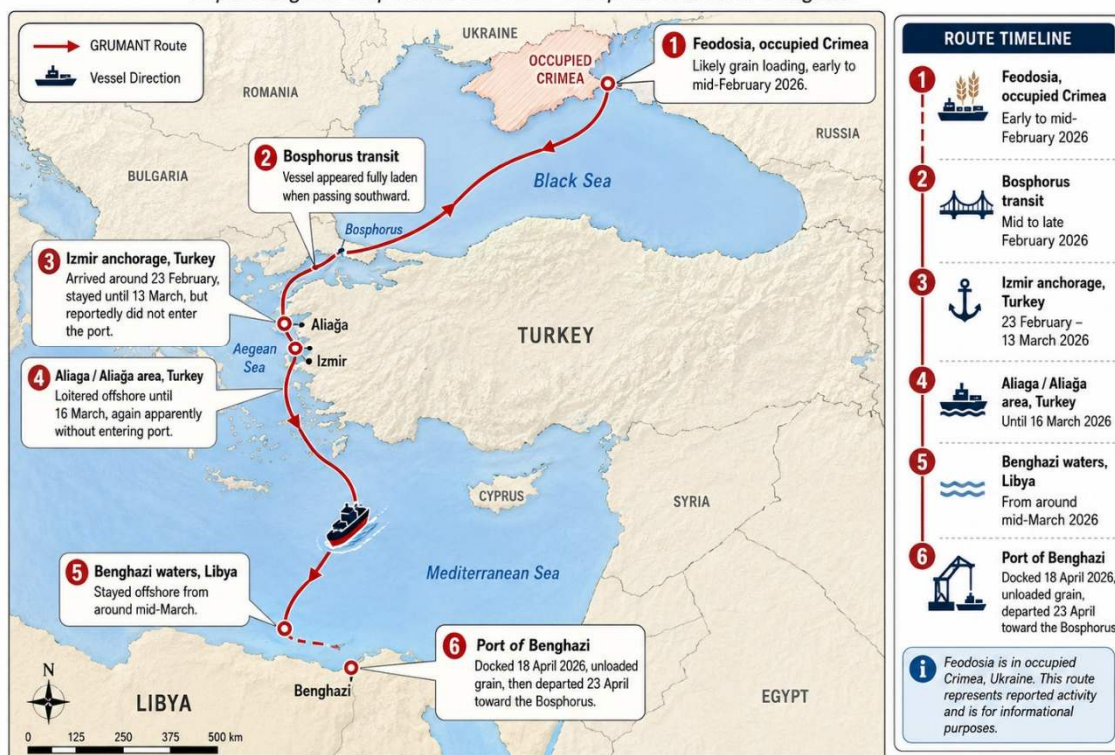 GRUMANT Route
Vessel Direction
UKRAINE
OCCUPIED
CRIMEA
1
Feodosia, occupied Crimea
Likely grain loading, early to
mid-February 2026.
ROMANIA
RUSSIA
BULGARIA
2
Bosphorus transit
Vessel appeared fully laden
when passing southward.
Black Sea
Bosphorus
3
Izmir anchorage, Turkey
Arrived around 23 February,
stayed until 13 March, but
reportedly did not enter
the port.
Aliağa
TURKEY
Aegean
Sea
Izmir
4
Aliaga / Aliağa area, Turkey
Loitered offshore until
16 March, again apparently
without entering port.
CYPRUS
SYRIA
5
Benghazi waters, Libya
Stayed offshore from
around mid-March.
Mediterranean Sea
6
Port of Benghazi
Docked 18 April 2026, unloaded
grain, then departed 23 April
toward the Bosphorus.
Benghazi
N
LIBYA
EGYPT
0 125 375 500 km
ROUTE TIMELINE
1
Feodosia,
occupied Crimea
Early to mid-
February 2026
2
Bosphorus
transit
Mid to late
February 2026
3
Izmir anchorage,
Turkey
23 February –
13 March 2026
4
Aliaga / Aliağa
area, Turkey
Until 16 March 2026
5
Benghazi waters,
Libya
From around
mid-March 2026
6
Port of Benghazi
Docked 18 April 2026,
unloaded grain,
departed 23 April
toward the Bosphorus
i
Feodosia is in occupied
Crimea, Ukraine. This route
represents reported activity
and is for informational
purposes.